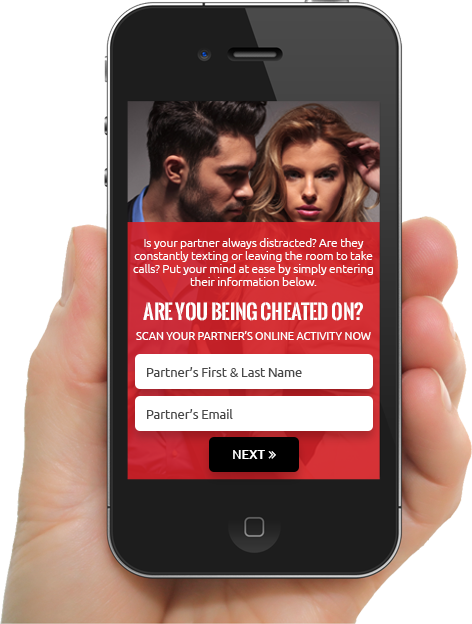 Is your partner always distracted? Are they
constantly texting or leaving the room to take
calls? Put your mind at ease by simply entering
their information below.
ARE YOU BEING CHEATED ON?
SCAN YOUR PARTNER'S ONLINE ACTIVITY NOW
Partner's First & Last Name
Partner's Email
NEXT »